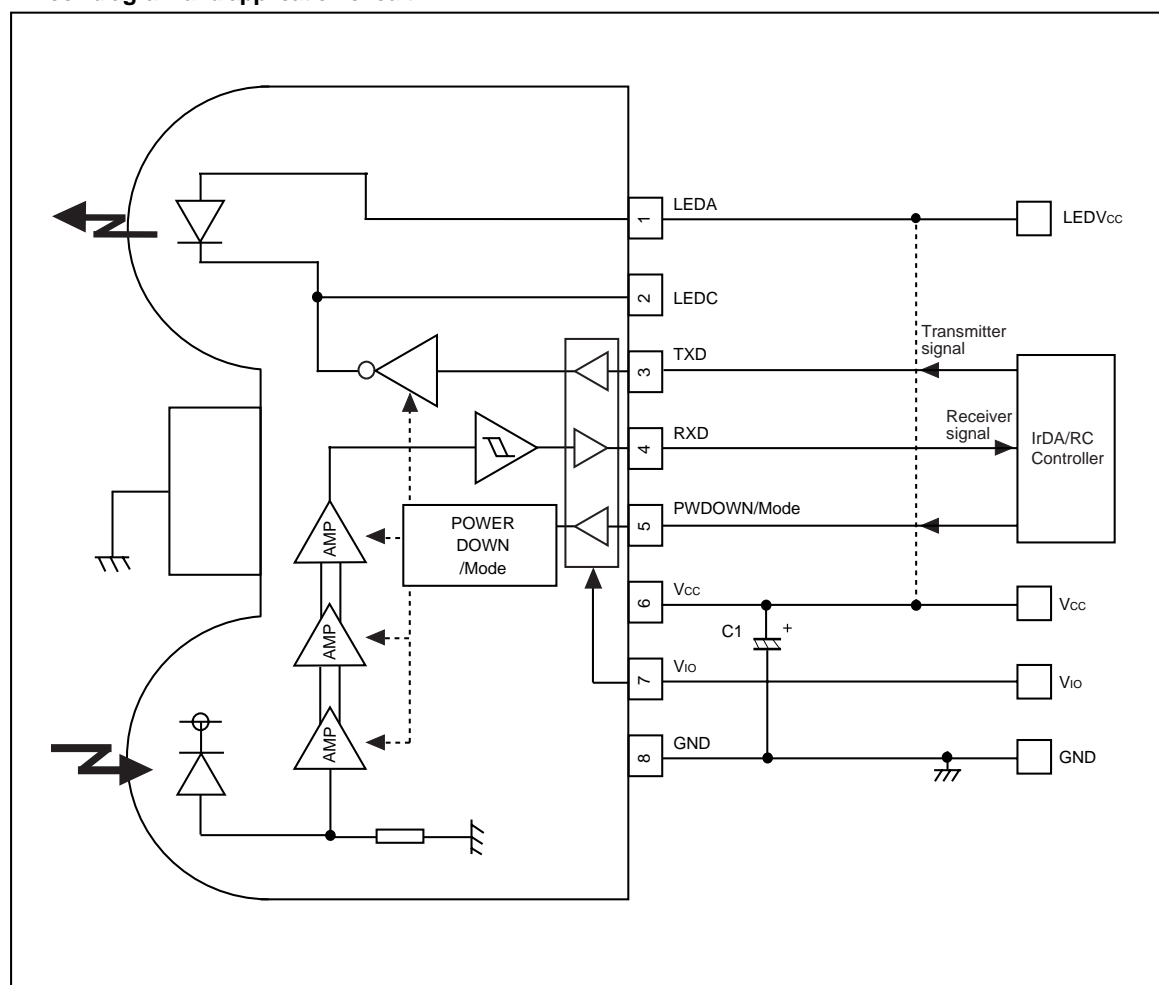 1
LEDA
LEDVcc
2
LEDC
Transmitter
signal
3
TXD
Receiver
signal
4
RXD
IrDA/RC
Controller
5
PWDOWN/Mode
POWER
DOWN
/Mode
AMP
AMP
AMP
6
Vcc
C1
+
Vcc
7
VIO
VIO
8
GND
GND